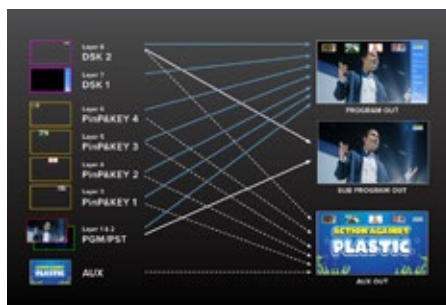 Layer 8
DSK 2
Layer 7
DSK 1
Layer 6
PinP&KEY 4
Layer 5
PinP&KEY 3
Layer 4
PinP&KEY 2
Layer 3
PinP&KEY 1
Layer 1&2
PGM/PST
AUX
PROGRAM OUT
SUB PROGRAM OUT
ACTION AGAINST
PLASTIC
AUX OUT